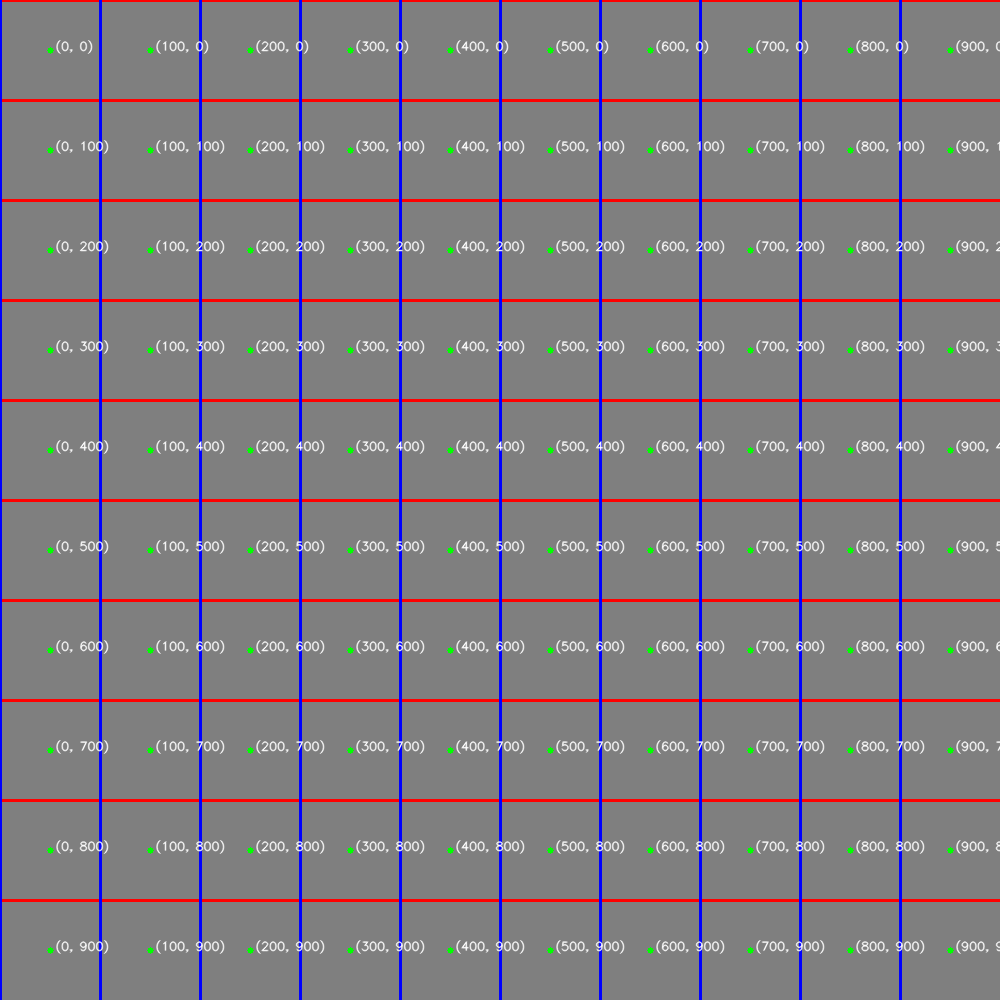 (0, 0) (100, 0) (200, 0) (300, 0) (400, 0) (500, 0) (600, 0) (700, 0) (800, 0) (900, 0
(0, 100) (100, 100) (200, 100) (300, 100) (400, 100) (500, 100) (600, 100) (700, 100) (800, 100) (900, 1
(0, 200) (100, 200) (200, 200) (300, 200) (400, 200) (500, 200) (600, 200) (700, 200) (800, 200) (900, 2
(0, 300) (100, 300) (200, 300) (300, 300) (400, 300) (500, 300) (600, 300) (700, 300) (800, 300) (900, 3
(0, 400) (100, 400) (200, 400) (300, 400) (400, 400) (500, 400) (600, 400) (700, 400) (800, 400) (900, 4
(0, 500) (100, 500) (200, 500) (300, 500) (400, 500) (500, 500) (600, 500) (700, 500) (800, 500) (900, 5
(0, 600) (100, 600) (200, 600) (300, 600) (400, 600) (500, 600) (600, 600) (700, 600) (800, 600) (900, 6
(0, 700) (100, 700) (200, 700) (300, 700) (400, 700) (500, 700) (600, 700) (700, 700) (800, 700) (900, 7
(0, 800) (100, 800) (200, 800) (300, 800) (400, 800) (500, 800) (600, 800) (700, 800) (800, 800) (900, 8
(0, 900) (100, 900) (200, 900) (300, 900) (400, 900) (500, 900) (600, 900) (700, 900) (800, 900) (900, 9